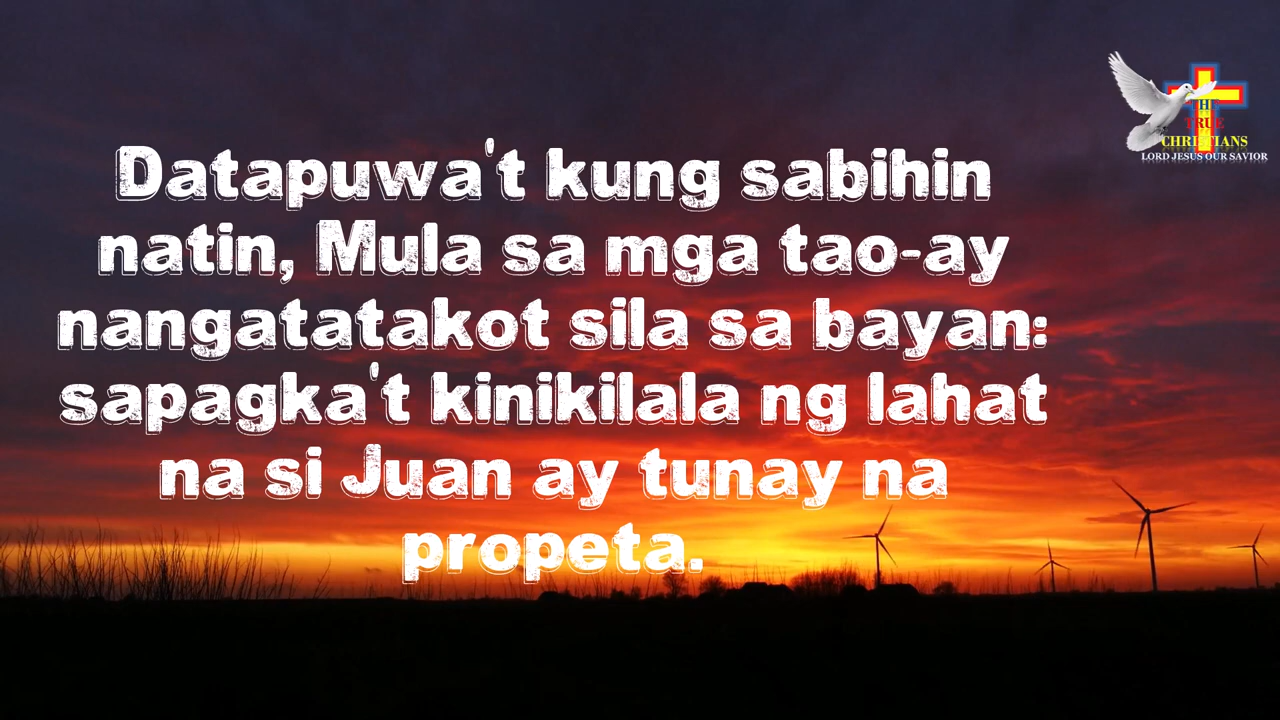 Datapuwa't kung sabihin
natin, Mula sa mga tao-ay
nangatatakot sila sa bayan:
sapagka't kinikilala ng lahat
na si Juan ay tunay na
propeta.
THE
TRUE
CHRISTIANS
LORD JESUS OUR SAVIOR